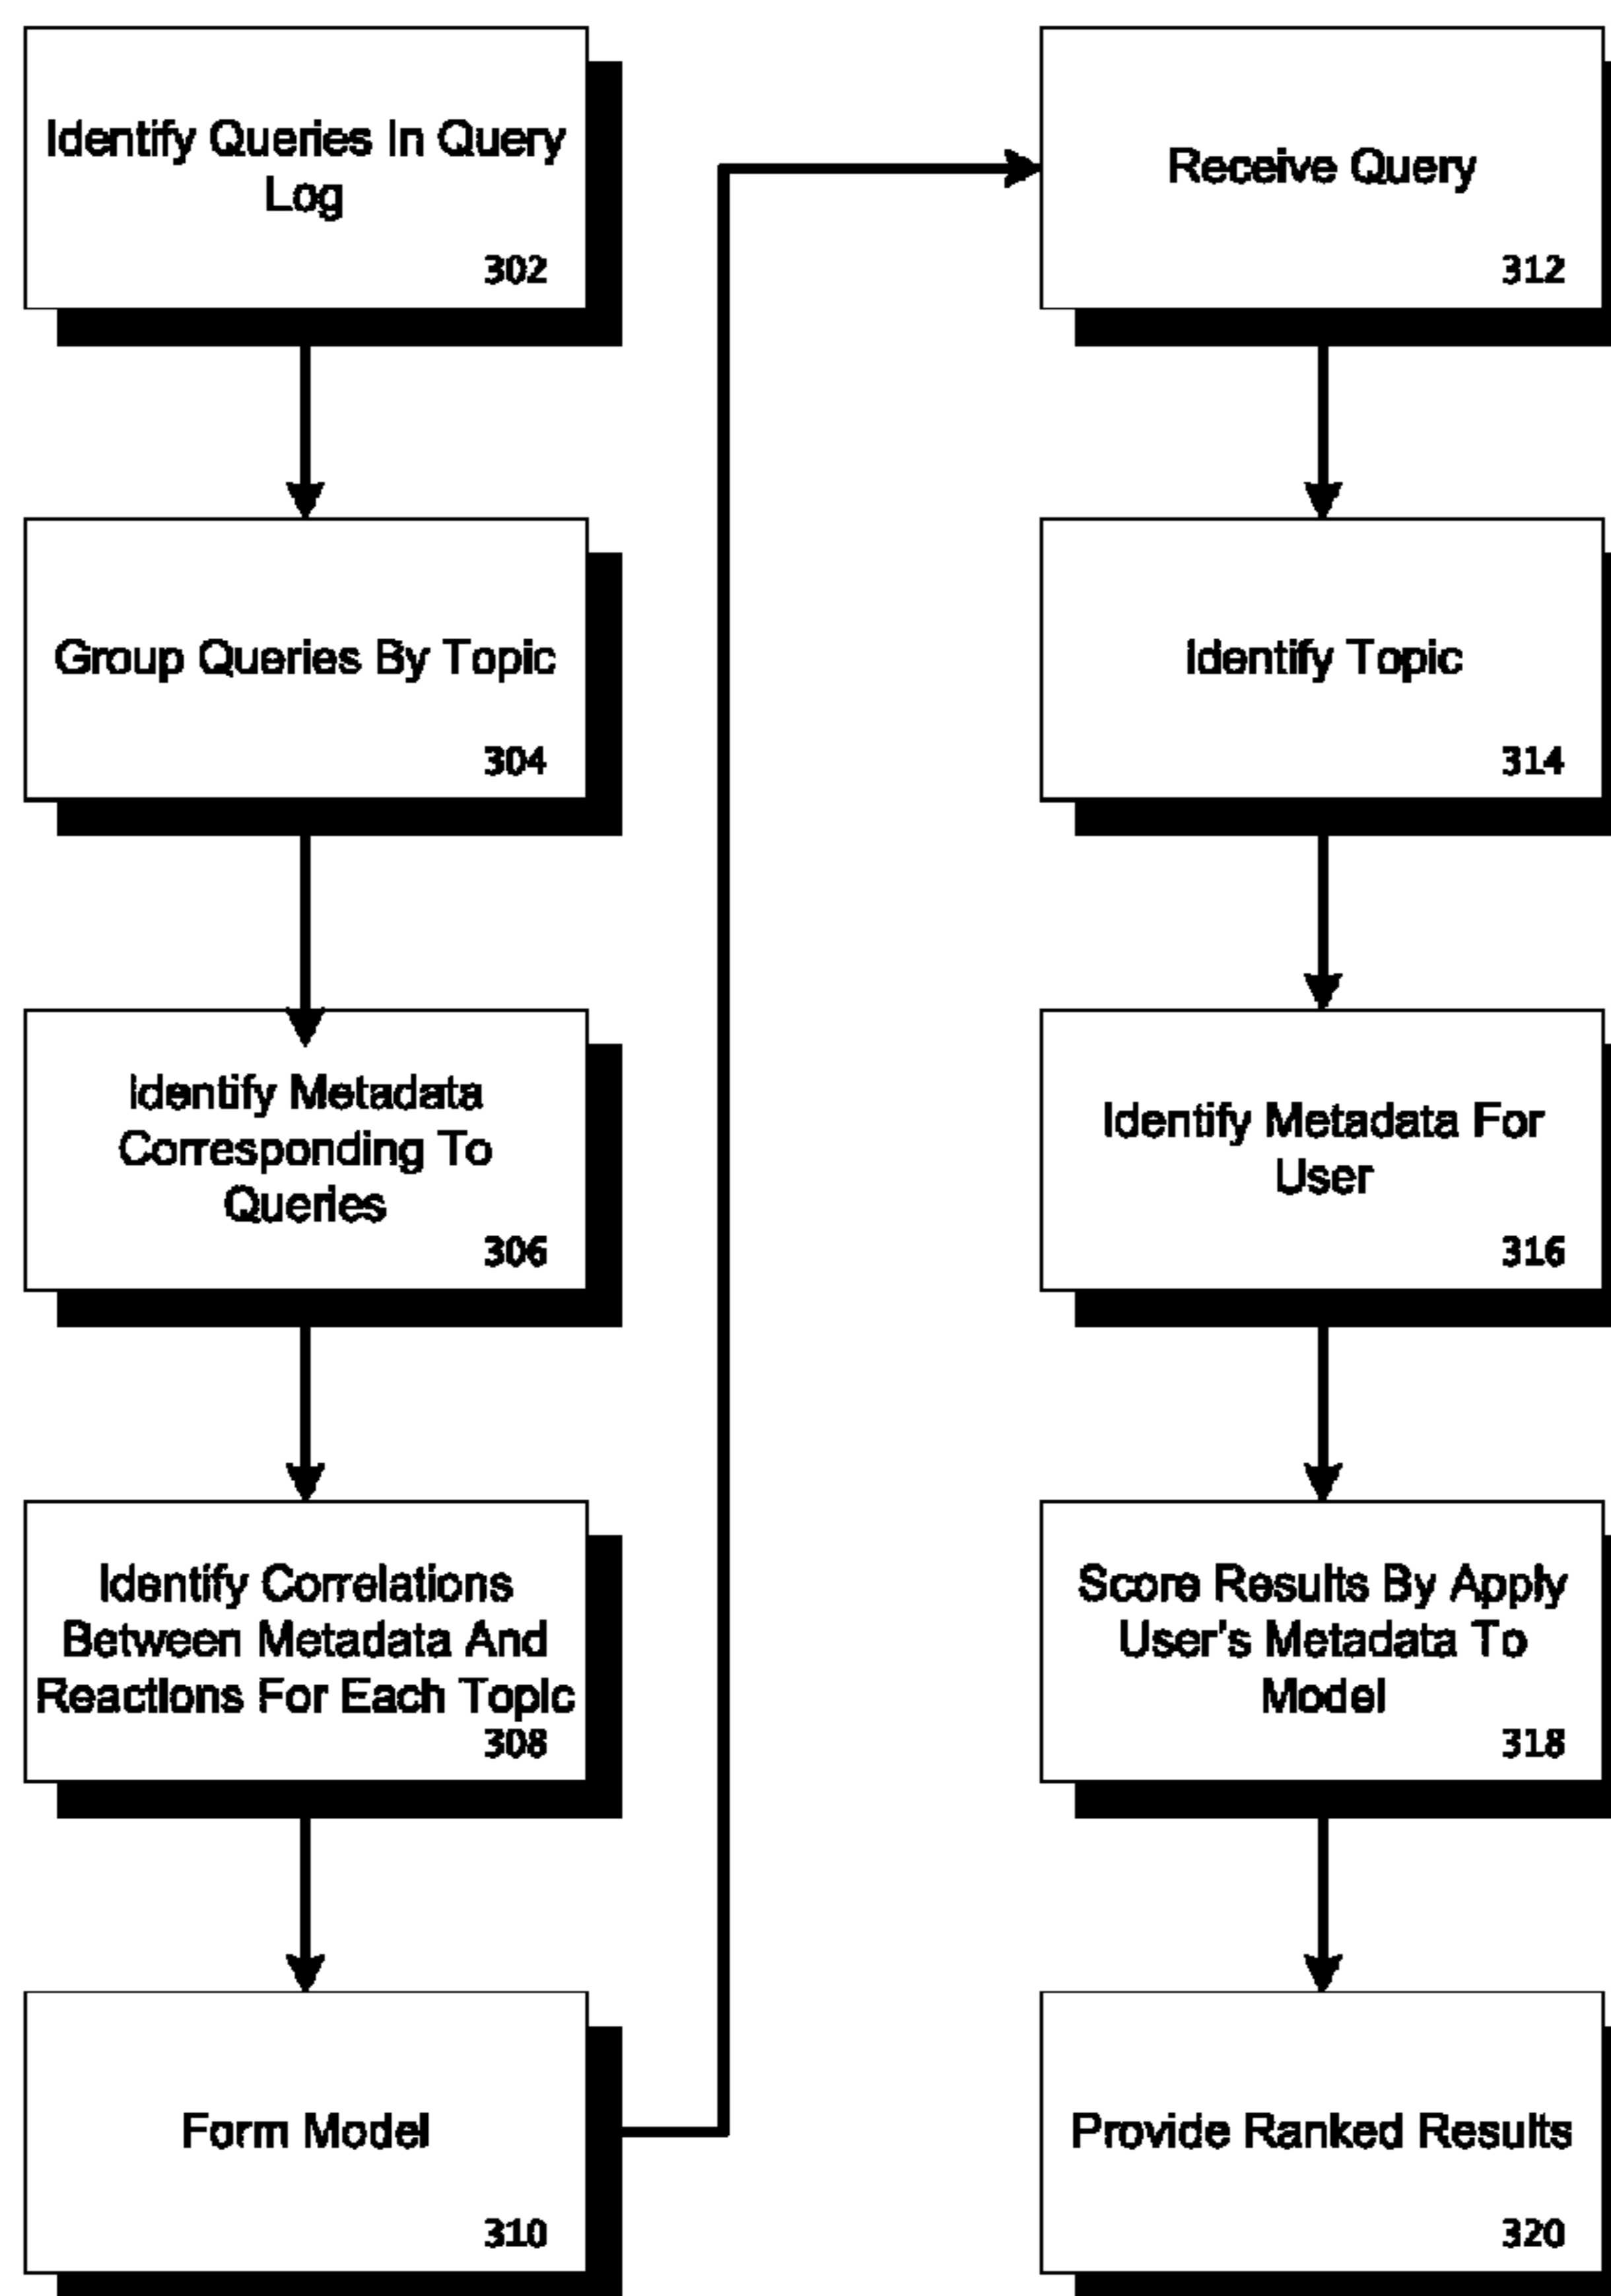 Identify Queries In Query
Log
302
Group Queries By Topic
304
Identify Metadata
Corresponding To
Queries
306
Identify Correlations
Between Metadata And
Reactions For Each Topic
308
Form Model
310
Receive Query
312
Identify Topic
314
Identify Metadata For
User
316
Score Results By Apply
User's Metadata To
Model
318
Provide Ranked Results
320